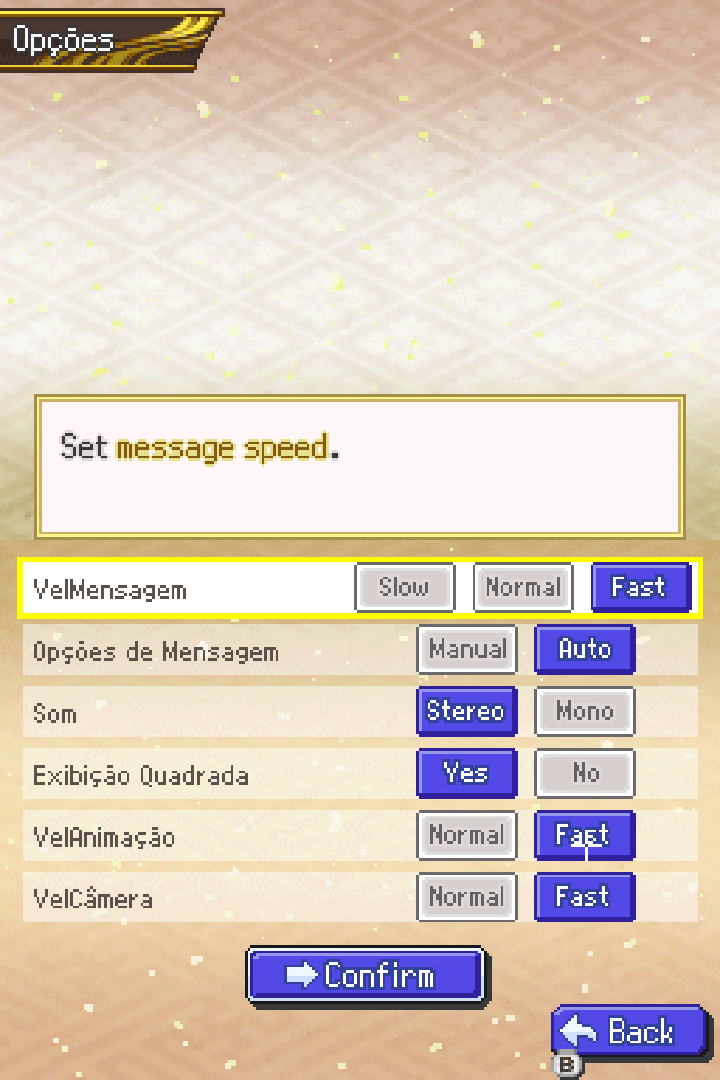 Opções
Set message speed.
VelMensagem Slow Normal Fast
Opções de Mensagem Manual Auto
Som Stereo Mono
Exibição Quadrada Yes No
VelAnimação Normal Fast
VelCâmera Normal Fast
Confirm
Back
B